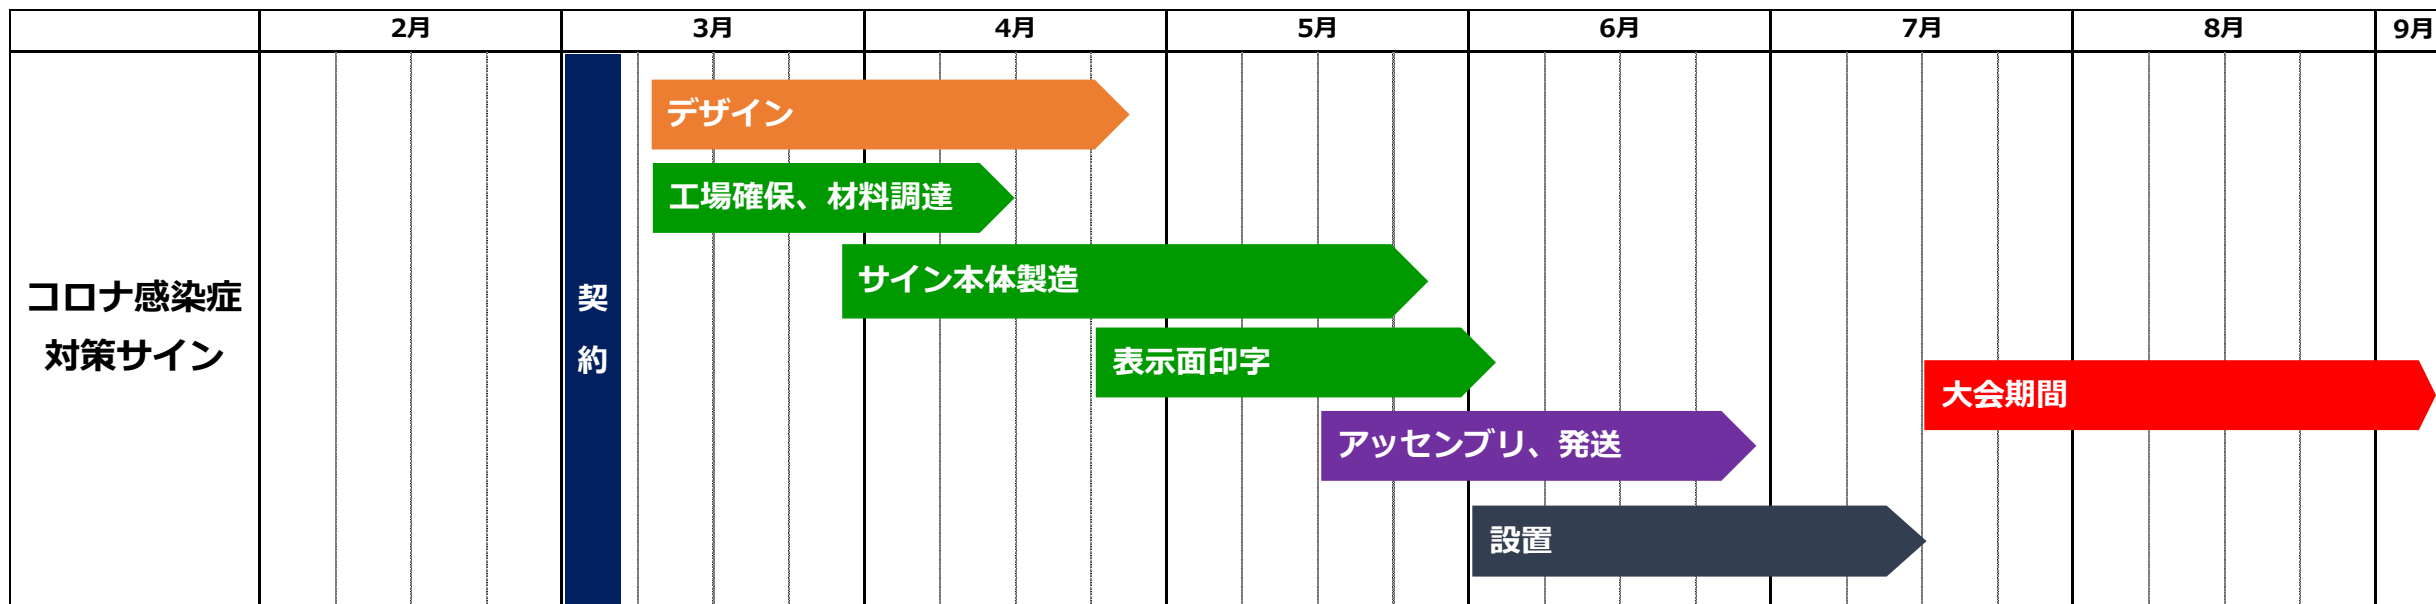 2月
3月
4月
5月
6月
7月
8月
9月
コロナ感染症
対策サイン
契
約
デザイン
工場確保、材料調達
サイン本体製造
表示面印字
大会期間
アッセンブリ、発送
設置